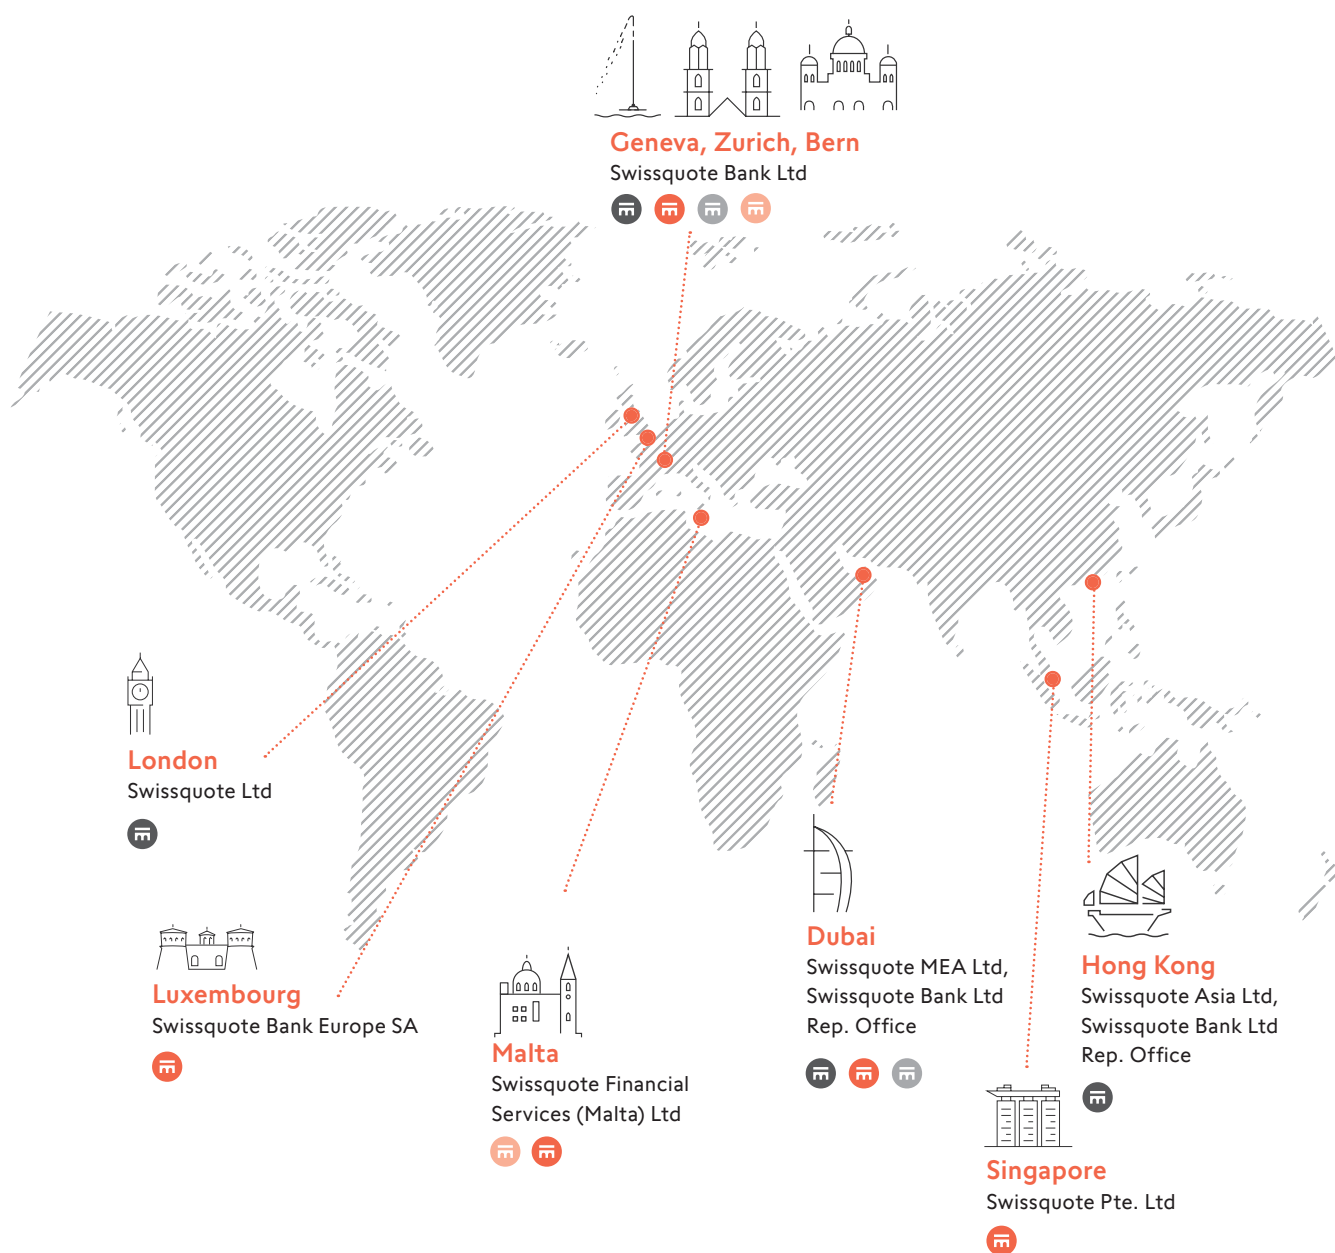 Geneva, Zurich, Bern
Swissquote Bank Ltd
London
Swissquote Ltd
Luxembourg
Swissquote Bank Europe SA
Malta
Swissquote Financial
Services (Malta) Ltd
Dubai
Swissquote MEA Ltd,
Swissquote Bank Ltd
Rep. Office
Hong Kong
Swissquote Asia Ltd,
Swissquote Bank Ltd
Rep. Office
Singapore
Swissquote Pte. Ltd